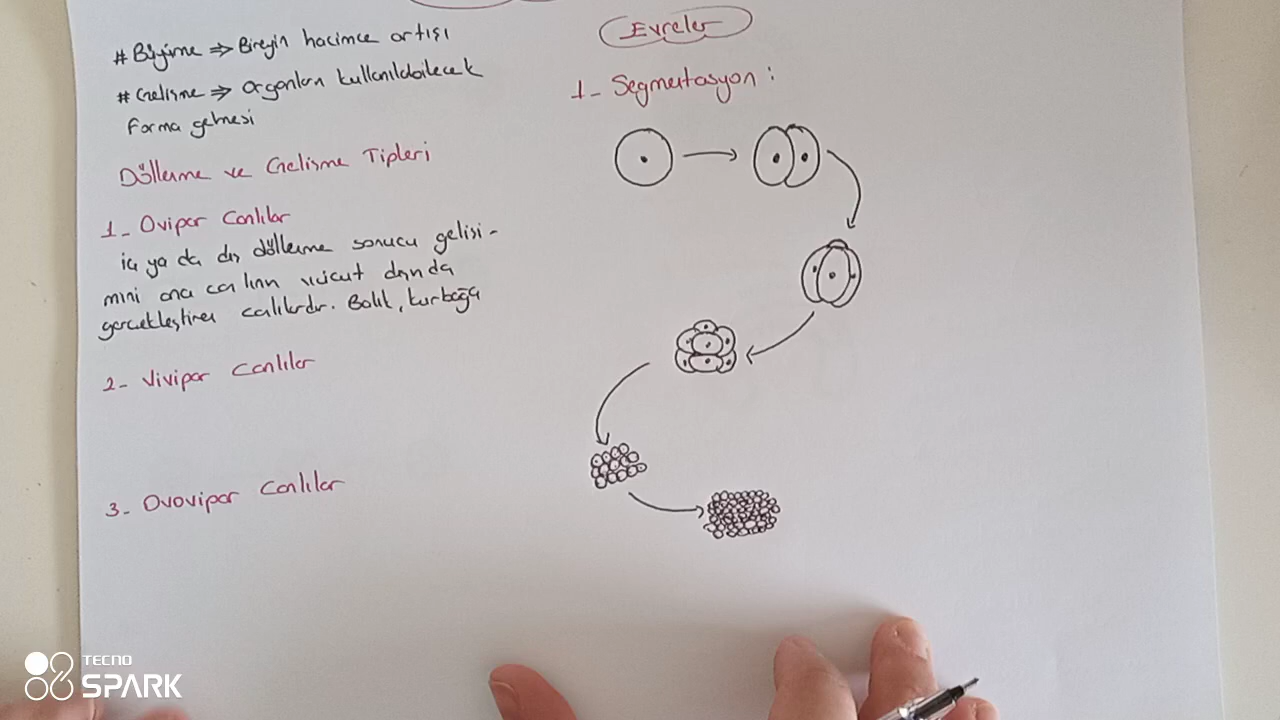 # Büyüme ⇒ Bireyin hacimce artışı
# Gelişme ⇒ Organların kullanılabilecek
forma gelmesi
Döllenme ve Gelişme Tipleri
1- Ovipar Canlılar
iç ya da dış döllenme sonucu gelişi-
mini ana canlının vücut dışında
gerçekleştiren canlılardır. Balık, kurbağa
2- Vivipar Canlılar
3- Ovovipar Canlılar
Evreler
1- Segmentasyon :
TECNO
SPARK